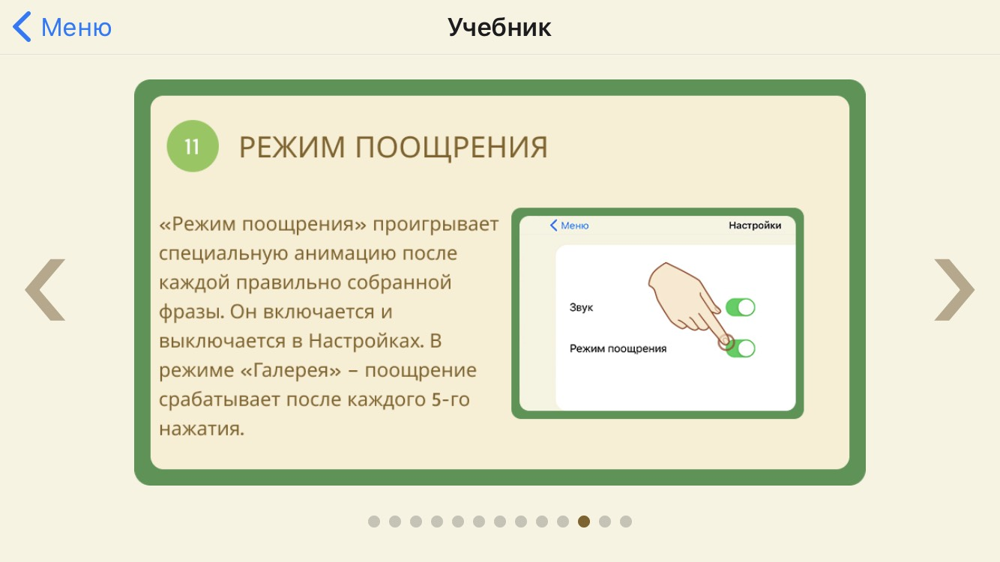 Меню
Учебник
11
РЕЖИМ ПООЩРЕНИЯ
«Режим поощрения» проигрывает
специальную анимацию после
каждой правильно собранной
фразы. Он включается и
выключается в Настройках. В
режиме «Галерея» – поощрение
срабатывает после каждого 5-го
нажатия.
Меню
Настройки
Звук
Режим поощрения